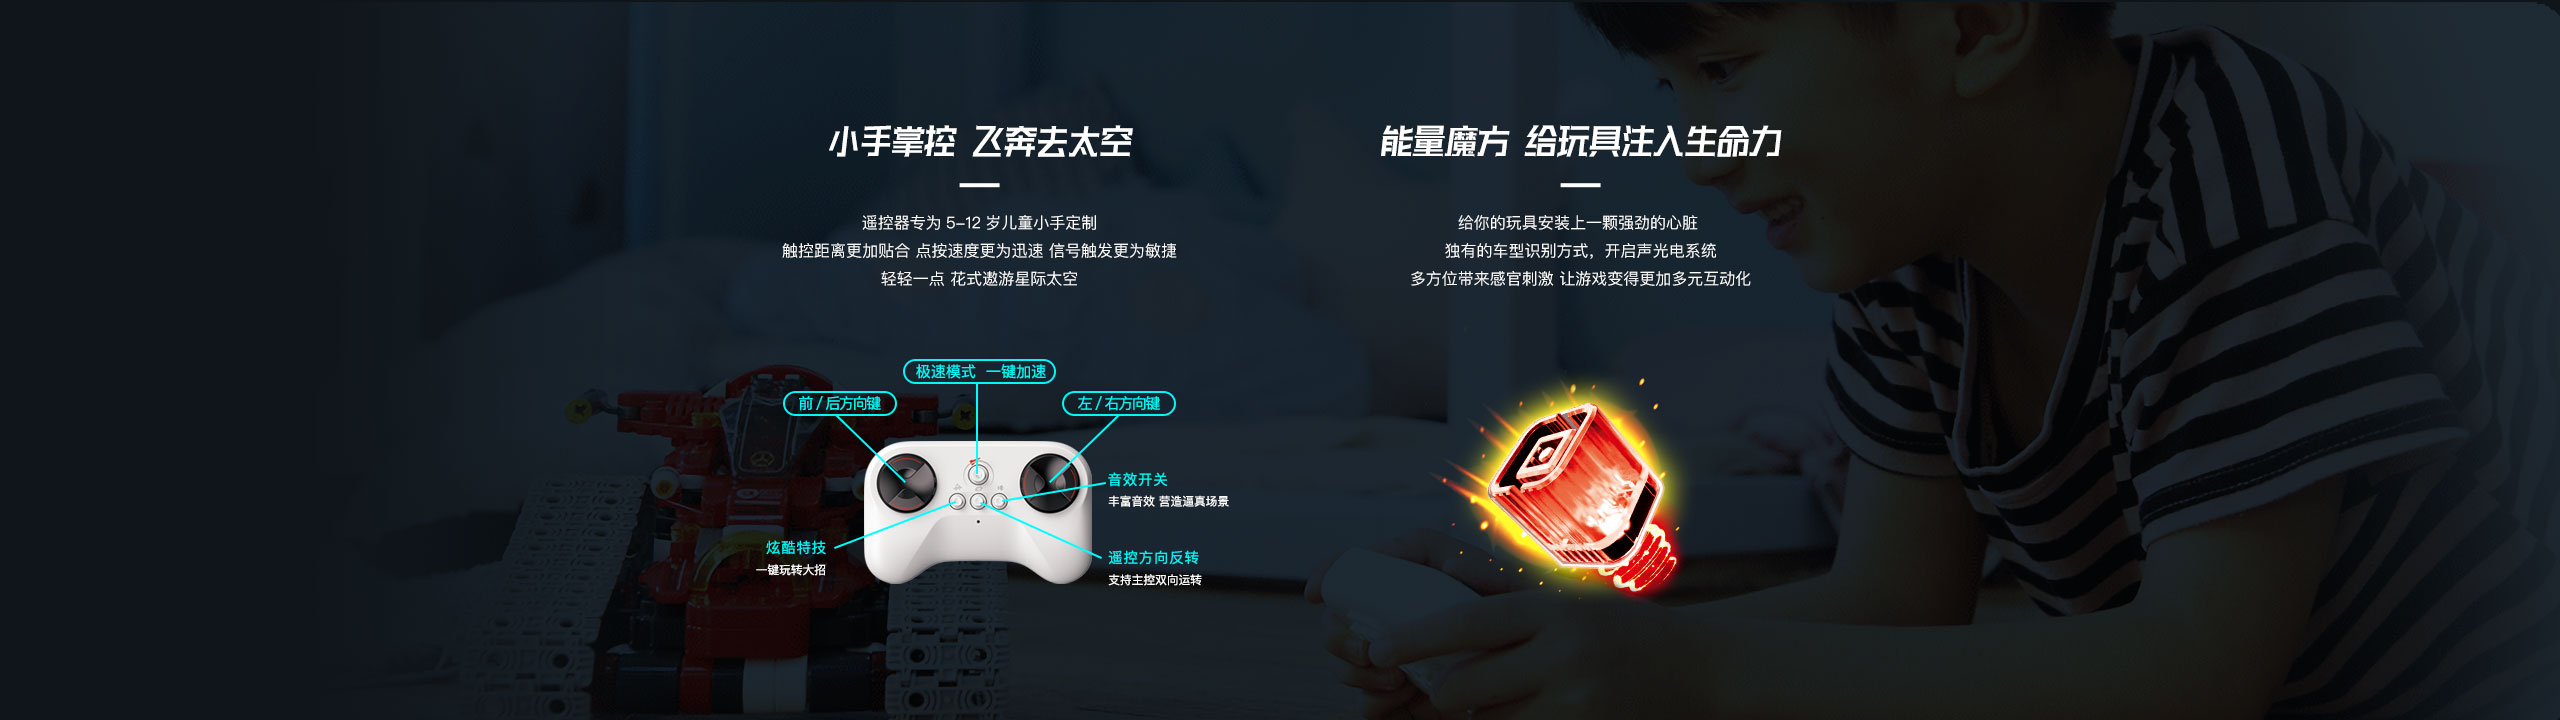 小手掌控 飞奔去太空
遥控器专为 5-12 岁儿童小手定制
触控距离更加贴合 点按速度更为迅速 信号触发更为敏捷
轻轻一点 花式遨游星际太空
极速模式 一键加速
前 / 后方向键
左 / 右方向键
音效开关
丰富音效 营造逼真场景
炫酷特技
一键玩转大招
遥控方向反转
支持主控双向运转
能量魔方 给玩具注入生命力
给你的玩具安装上一颗强劲的心脏
独有的车型识别方式，开启声光电系统
多方位带来感官刺激 让游戏变得更加多元互动化